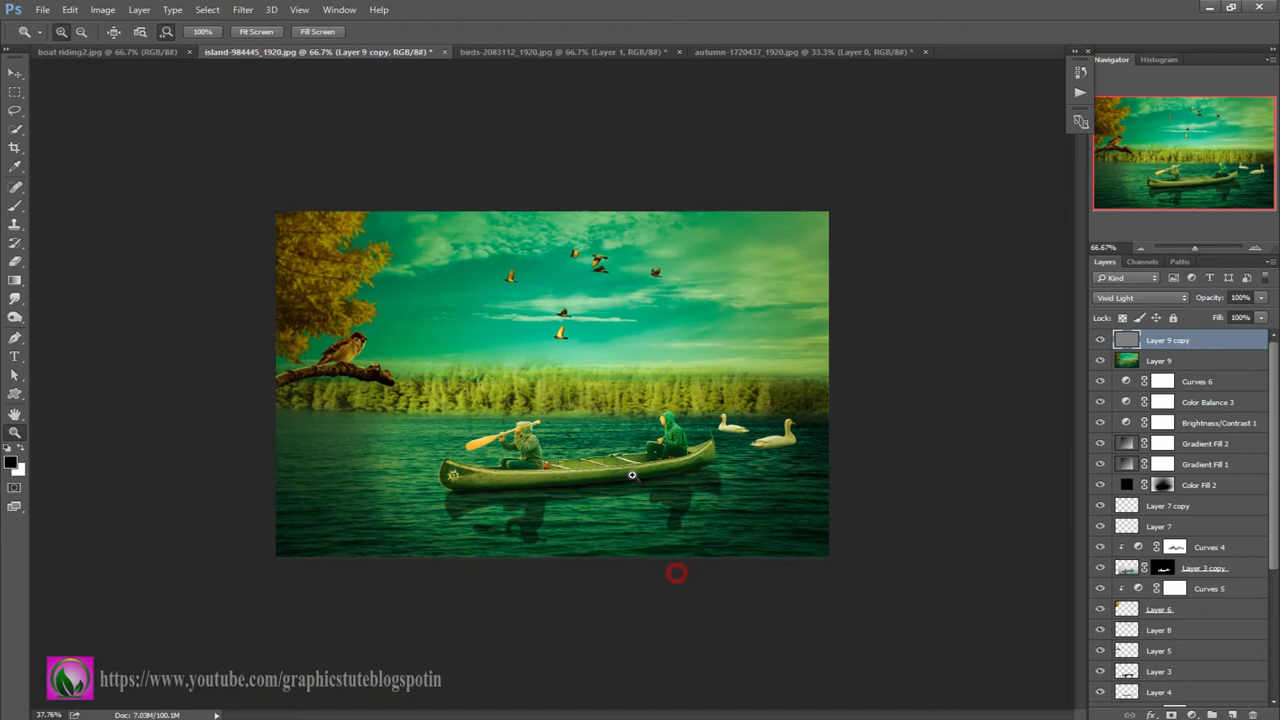 Ps File Edit Image Layer Type Select Filter 3D View Window Help
100% Fit Screen Fill Screen
boat riding2.jpg @ 66.7% (RGB/8#) × island-984445_1920.jpg @ 66.7% (Layer 9 copy, RGB/8#) * × birds-2083112_1920.jpg @ 66.7% (Layer 1, RGB/8#) * × autumn-1720437_1920.jpg @ 33.3% (Layer 0, RGB/8#) × 
Navigator Histogram
66.67%
Layers Channels Paths
Kind
Vivid Light Opacity: 100%
Lock: Fill: 100%
Layer 9 copy
Layer 9
Curves 6
Color Balance 3
Brightness/Contrast 1
Gradient Fill 2
Gradient Fill 1
Color Fill 2
Layer 7 copy
Layer 7
Curves 4
Layer 3 copy
Curves 5
Layer 6
Layer 8
Layer 5
Layer 3
Layer 4
https://www.youtube.com/graphicstuteblogspotin
37.76% Doc: 7.03M/100.1M